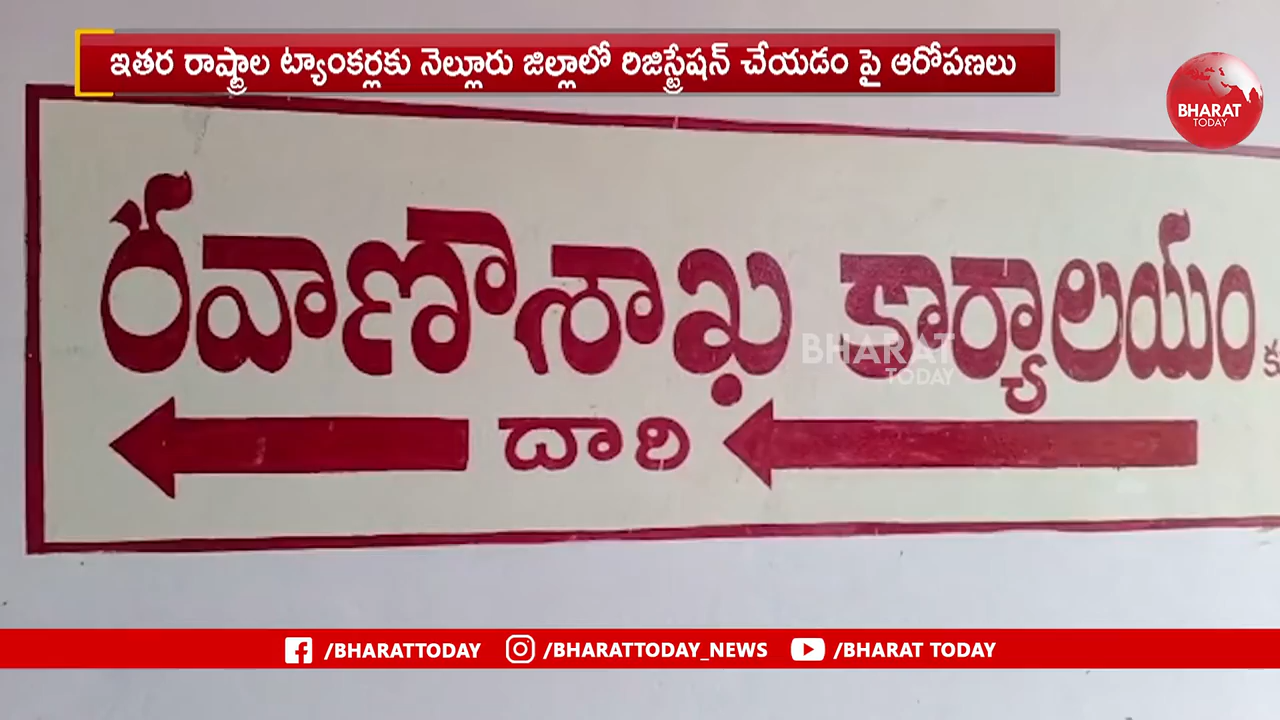 ఇతర రాష్ట్రాల ట్యాంకర్లకు నెల్లూరు జిల్లాలో రిజిస్ట్రేషన్ చేయడం పై ఆరోపణలు
BHARAT
TODAY
రవాణాశాఖ కార్యాలయం
BHARAT
TODAY
దారి
/BHARATTODAY /BHARATTODAY_NEWS /BHARAT TODAY